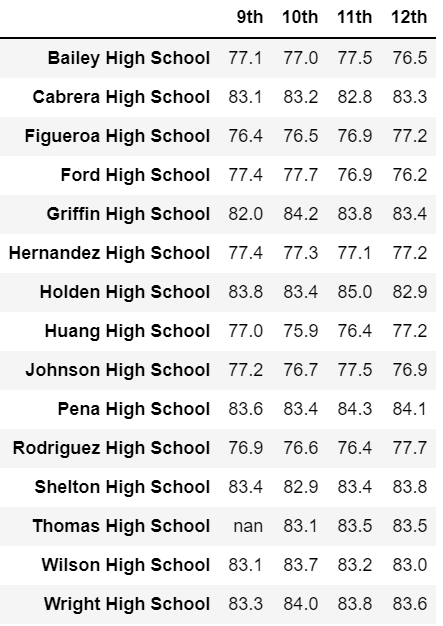 9th 10th 11th 12th
Bailey High School 77.1 77.0 77.5 76.5
Cabrera High School 83.1 83.2 82.8 83.3
Figueroa High School 76.4 76.5 76.9 77.2
Ford High School 77.4 77.7 76.9 76.2
Griffin High School 82.0 84.2 83.8 83.4
Hernandez High School 77.4 77.3 77.1 77.2
Holden High School 83.8 83.4 85.0 82.9
Huang High School 77.0 75.9 76.4 77.2
Johnson High School 77.2 76.7 77.5 76.9
Pena High School 83.6 83.4 84.3 84.1
Rodriguez High School 76.9 76.6 76.4 77.7
Shelton High School 83.4 82.9 83.4 83.8
Thomas High School nan 83.1 83.5 83.5
Wilson High School 83.1 83.7 83.2 83.0
Wright High School 83.3 84.0 83.8 83.6